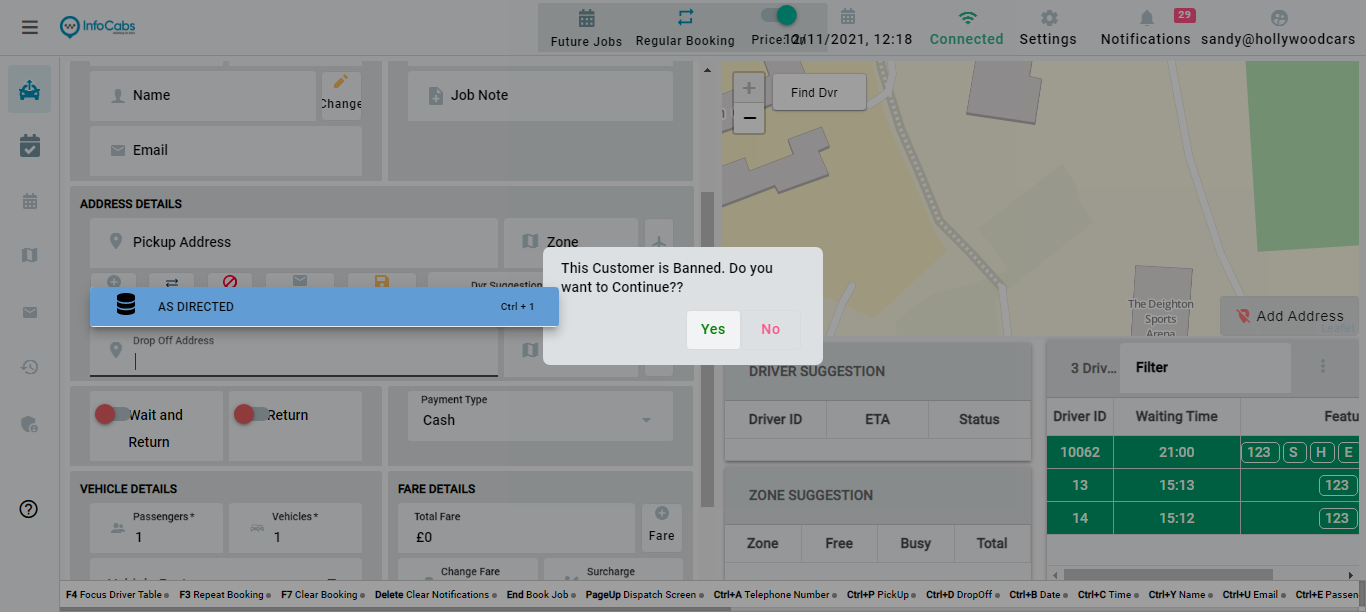 InfoCabs
Future Jobs
Regular Booking
Price:
12/11/2021, 12:18
Connected
Settings
Notifications
29
sandy@hollywoodcars
Name
Change
Job Note
Email
ADDRESS DETAILS
Pickup Address
Zone
Dvr Suggestion
AS DIRECTED
Ctrl + 1
Drop Off Address
This Customer is Banned. Do you
want to Continue??
Yes
No
Wait and
Return
Return
Payment Type
Cash
VEHICLE DETAILS
Passengers*
1
Vehicles*
1
FARE DETAILS
Total Fare
£0
Fare
Change Fare
Surcharge
Find Dvr
+
−
The Deighton
Sports
Arena
Add Address
Leaflet
DRIVER SUGGESTION
Driver ID ETA Status
ZONE SUGGESTION
Zone Free Busy Total
3 Driv...
Filter
Driver ID Waiting Time Featu
10062 21:00 123 S H E
13 15:13 123
14 15:12 123
F4 Focus Driver Table • F3 Repeat Booking • F7 Clear Booking • Delete Clear Notifications • End Book Job • PageUp Dispatch Screen • Ctrl+A Telephone Number • Ctrl+P PickUp • Ctrl+D DropOff • Ctrl+B Date • Ctrl+C Time • Ctrl+Y Name • Ctrl+U Email • Ctrl+E Passen